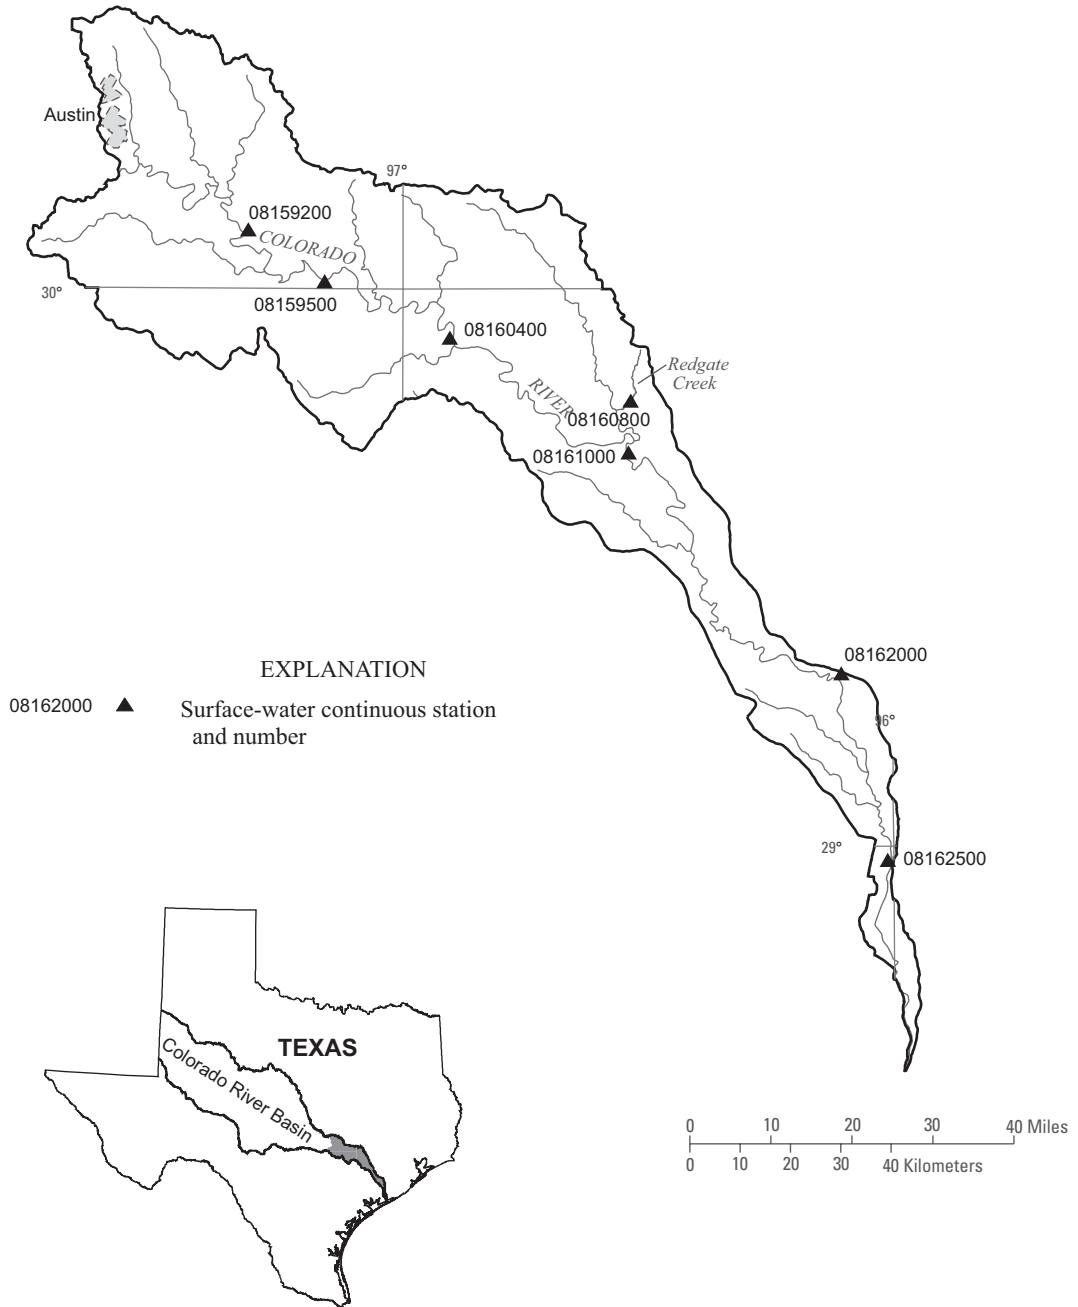 Austin
97°
08159200
COLORADO
30°
08159500
08160400
Redgate
Creek
RIVER
08160800
08161000
08162000
96°
EXPLANATION
08162000
Surface-water continuous station
and number
29°
08162500
TEXAS
Colorado River Basin
0 10 20 30 40 Miles
0 10 20 30 40 Kilometers